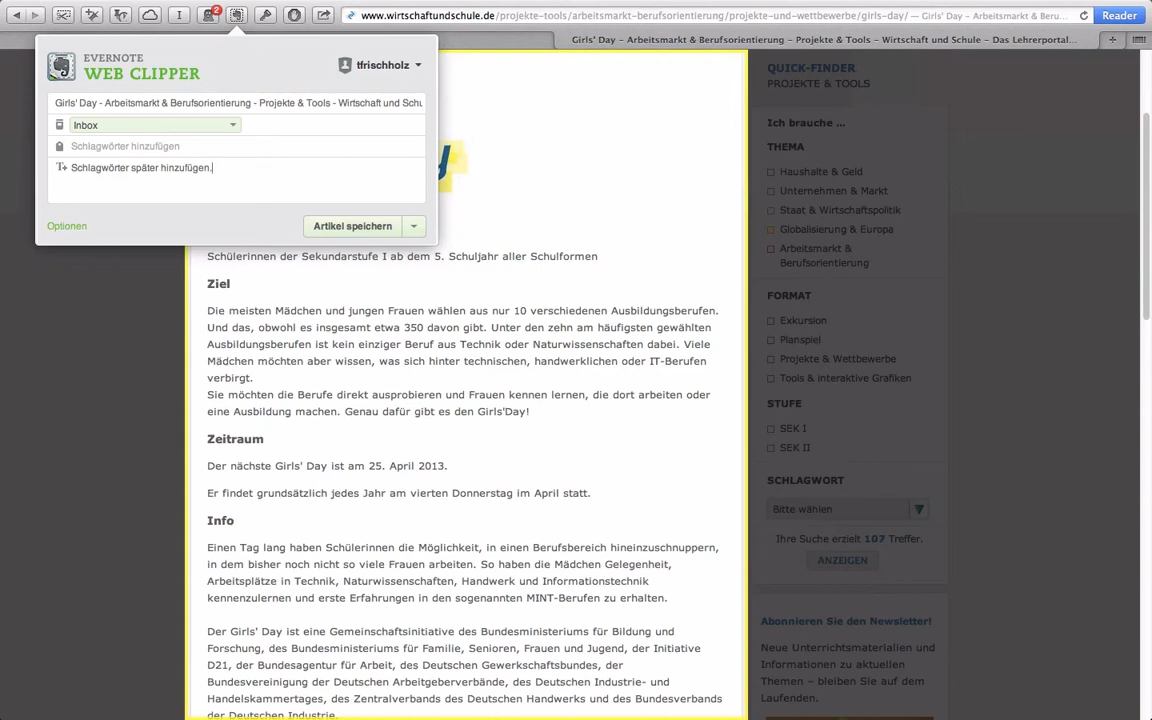 2
www.wirtschaftundschule.de/projekte-tools/arbeitsmarkt-berufsorientierung/projekte-und-wettbewerbe/girls-day/ — Girls' Day – Arbeitsmarkt & Beru...
Reader
Girls' Day – Arbeitsmarkt & Berufsorientierung – Projekte & Tools – Wirtschaft und Schule – Das Lehrerportal...
EVERNOTE
WEB CLIPPER
tfrischholz
Girls' Day - Arbeitsmarkt & Berufsorientierung - Projekte & Tools - Wirtschaft und Schu
Inbox
Schlagwörter hinzufügen
Schlagwörter später hinzufügen.
Optionen
Artikel speichern
Schülerinnen der Sekundarstufe I ab dem 5. Schuljahr aller Schulformen
Ziel
Die meisten Mädchen und jungen Frauen wählen aus nur 10 verschiedenen Ausbildungsberufen.
Und das, obwohl es insgesamt etwa 350 davon gibt. Unter den zehn am häufigsten gewählten
Ausbildungsberufen ist kein einziger Beruf aus Technik oder Naturwissenschaften dabei. Viele
Mädchen möchten aber wissen, was sich hinter technischen, handwerklichen oder IT-Berufen
verbirgt.
Sie möchten die Berufe direkt ausprobieren und Frauen kennen lernen, die dort arbeiten oder
eine Ausbildung machen. Genau dafür gibt es den Girls'Day!
Zeitraum
Der nächste Girls' Day ist am 25. April 2013.
Er findet grundsätzlich jedes Jahr am vierten Donnerstag im April statt.
Info
Einen Tag lang haben Schülerinnen die Möglichkeit, in einen Berufsbereich hineinzuschnuppern,
in dem bisher noch nicht so viele Frauen arbeiten. So haben die Mädchen Gelegenheit,
Arbeitsplätze in Technik, Naturwissenschaften, Handwerk und Informationstechnik
kennenzulernen und erste Erfahrungen in den sogenannten MINT-Berufen zu erhalten.
Der Girls' Day ist eine Gemeinschaftsinitiative des Bundesministeriums für Bildung und
Forschung, des Bundesministeriums für Familie, Senioren, Frauen und Jugend, der Initiative
D21, der Bundesagentur für Arbeit, des Deutschen Gewerkschaftsbundes, der
Bundesvereinigung der Deutschen Arbeitgeberverbände, des Deutschen Industrie- und
Handelskammertages, des Zentralverbands des Deutschen Handwerks und des Bundesverbands
der Deutschen Industrie.
QUICK-FINDER
PROJEKTE & TOOLS
Ich brauche ...
THEMA
Haushalte & Geld
Unternehmen & Markt
Staat & Wirtschaftspolitik
Globalisierung & Europa
Arbeitsmarkt &
Berufsorientierung
FORMAT
Exkursion
Planspiel
Projekte & Wettbewerbe
Tools & interaktive Grafiken
STUFE
SEK I
SEK II
SCHLAGWORT
Bitte wählen
Ihre Suche erzielt 107 Treffer.
ANZEIGEN
Abonnieren Sie den Newsletter!
Neue Unterrichtsmaterialien und
Informationen zu aktuellen
Themen – bleiben Sie auf dem
Laufenden.